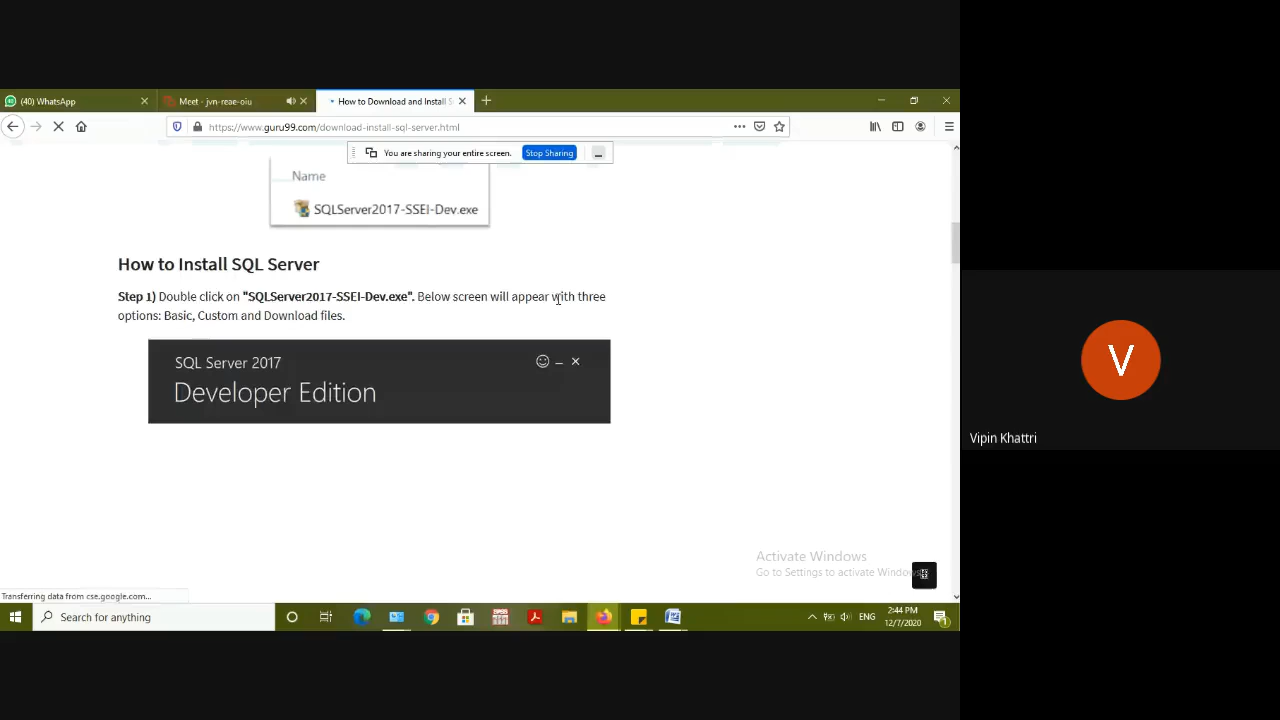 (40) WhatsApp
Meet - jvn-reae-oiu
How to Download and Install S
https://www.guru99.com/download-install-sql-server.html
You are sharing your entire screen.
Stop Sharing
Name
SQLServer2017-SSEI-Dev.exe
How to Install SQL Server
Step 1) Double click on "SQLServer2017-SSEI-Dev.exe". Below screen will appear with three
options: Basic, Custom and Download files.
SQL Server 2017
Developer Edition
V
Vipin Khattri
Activate Windows
Go to Settings to activate Windows
Transferring data from cse.google.com...
Search for anything
ENG
2:44 PM
12/7/2020
1